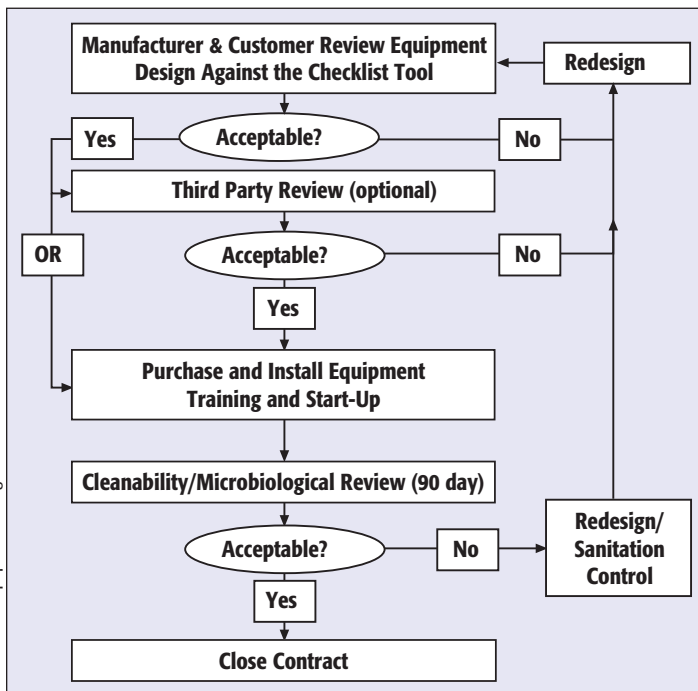 Manufacturer & Customer Review Equipment
Design Against the Checklist Tool
Redesign
Yes
Acceptable?
No
Third Party Review (optional)
OR
Acceptable?
No
Yes
Purchase and Install Equipment
Training and Start-Up
Cleanability/Microbiological Review (90 day)
Acceptable?
No
Redesign/
Sanitation
Control
Yes
Close Contract